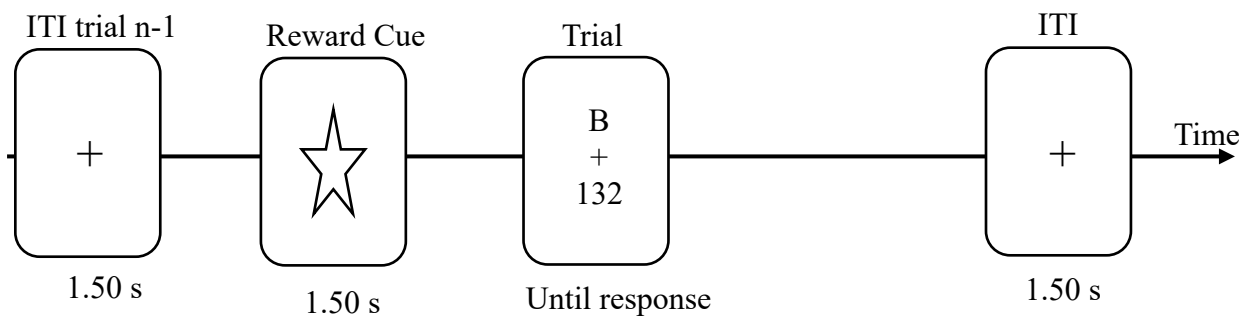 ITI trial n-1
+
1.50 s
Reward Cue
1.50 s
Trial
B
+
132
Until response
ITI
+
1.50 s
Time